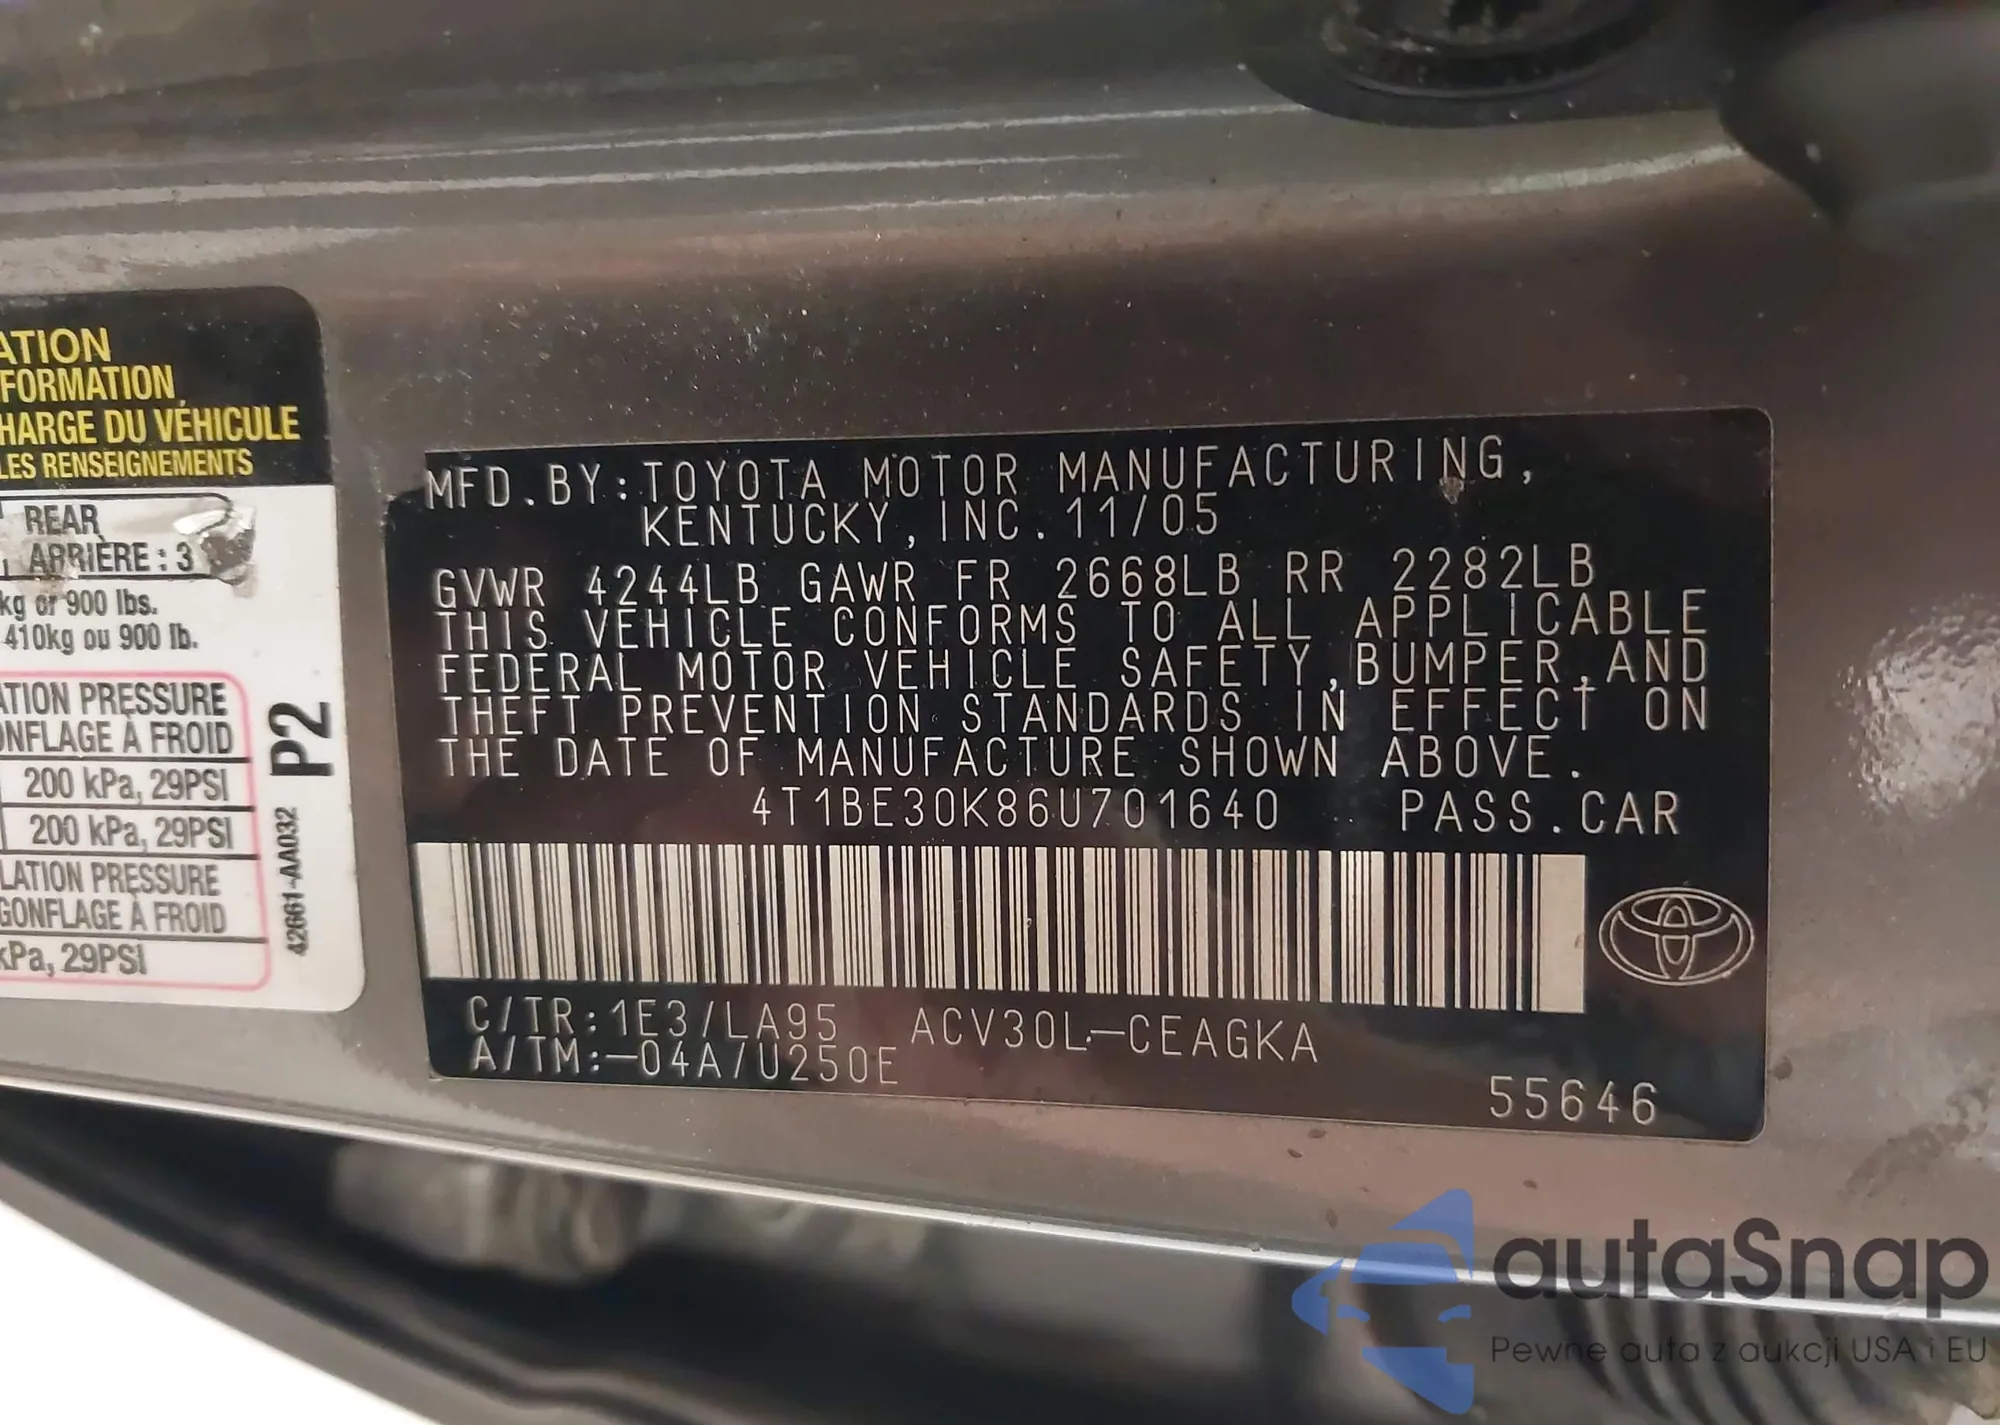 ATION
FORMATION
HARGE DU VÉHICULE
LES RENSEIGNEMENTS
REAR
ARRIÈRE : 3
kg or 900 lbs.
410kg ou 900 lb.
ATION PRESSURE
ONFLAGE À FROID
200 kPa, 29PSI
200 kPa, 29PSI
LATION PRESSURE
GONFLAGE À FROID
kPa, 29PSI
P2
42661-AA032
MFD.BY:TOYOTA MOTOR MANUFACTURING,
KENTUCKY,INC.11/05
GVWR 4244LB GAWR FR 2668LB RR 2282LB
THIS VEHICLE CONFORMS TO ALL APPLICABLE
FEDERAL MOTOR VEHICLE SAFETY,BUMPER,AND
THEFT PREVENTION STANDARDS IN EFFECT ON
THE DATE OF MANUFACTURE SHOWN ABOVE.
4T1BE30K86U701640 PASS.CAR
C/TR:1E3/LA95 ACV30L-CEAGKA
A/TM:-04A/U250E
55646
autaSnap
Pewne auta z aukcji USA i EU